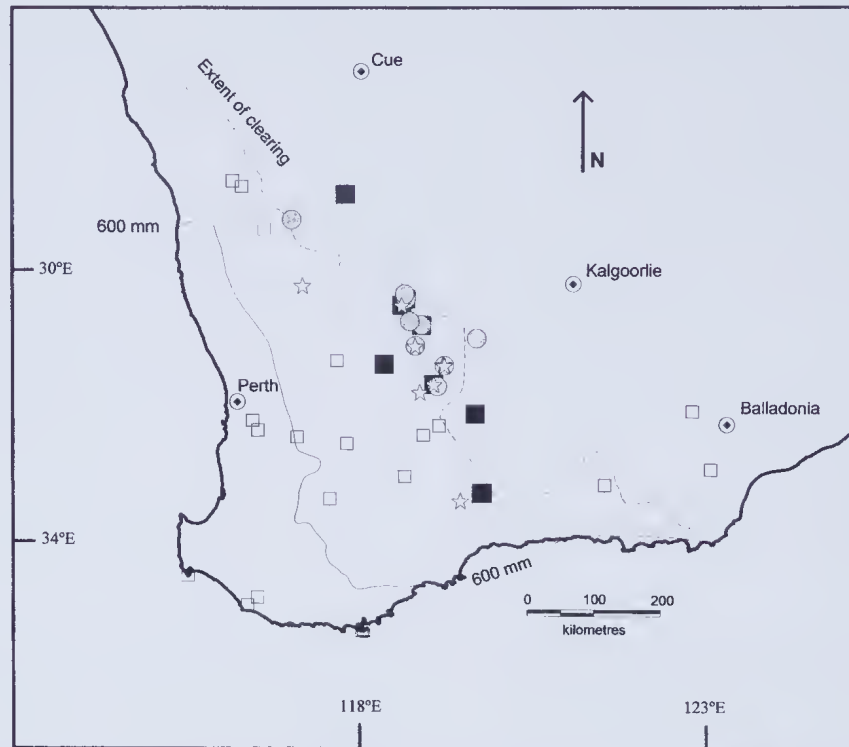 Cue
Extent of clearing
N
600 mm
30°E
Kalgoorlie
Perth
Balladonia
34°E
600 mm
0 100 200
kilometres
118°E
123°E